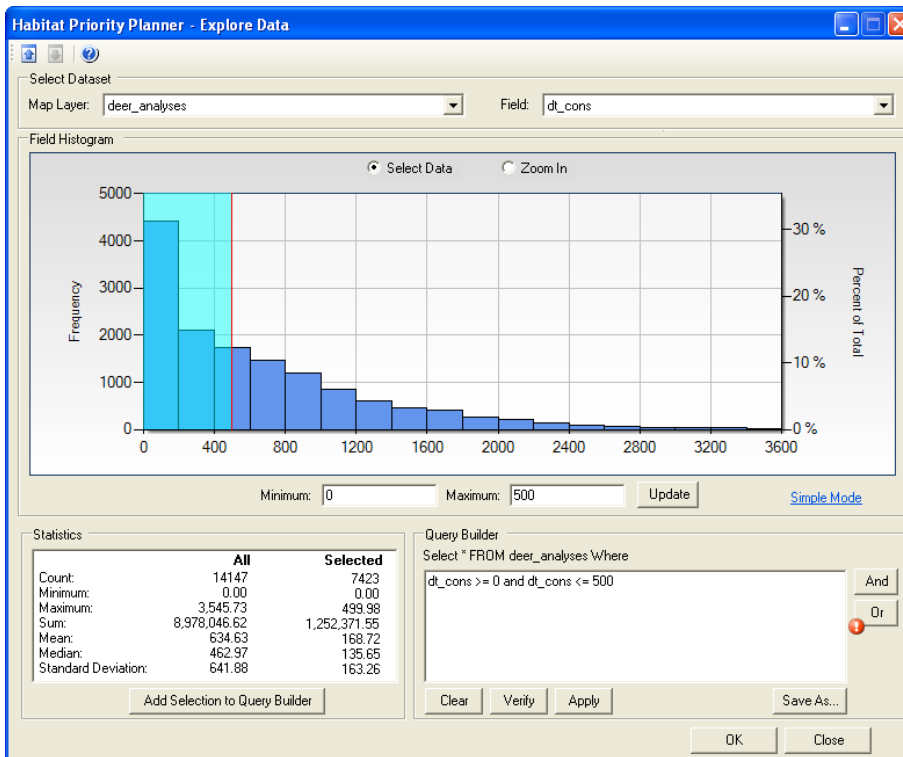 Habitat Priority Planner - Explore Data
Select Dataset
Map Layer: deer_analyses Field: dt_cons
Field Histogram
Select Data Zoom In
5000
4000
3000
2000
1000
0
Frequency
30 %
20 %
10 %
0 %
Percent of Total
0 400 800 1200 1600 2000 2400 2800 3200 3600
Minimum: 0 Maximum: 500 Update Simple Mode
Statistics
All Selected
Count: 14147 7423
Minimum: 0.00 0.00
Maximum: 3,545.73 499.98
Sum: 8,978,046.62 1,252,371.55
Mean: 634.63 168.72
Median: 462.97 135.65
Standard Deviation: 641.88 163.26
Add Selection to Query Builder
Query Builder
Select * FROM deer_analyses Where
dt_cons >= 0 and dt_cons <= 500
And
Or
Clear Verify Apply Save As...
OK Close